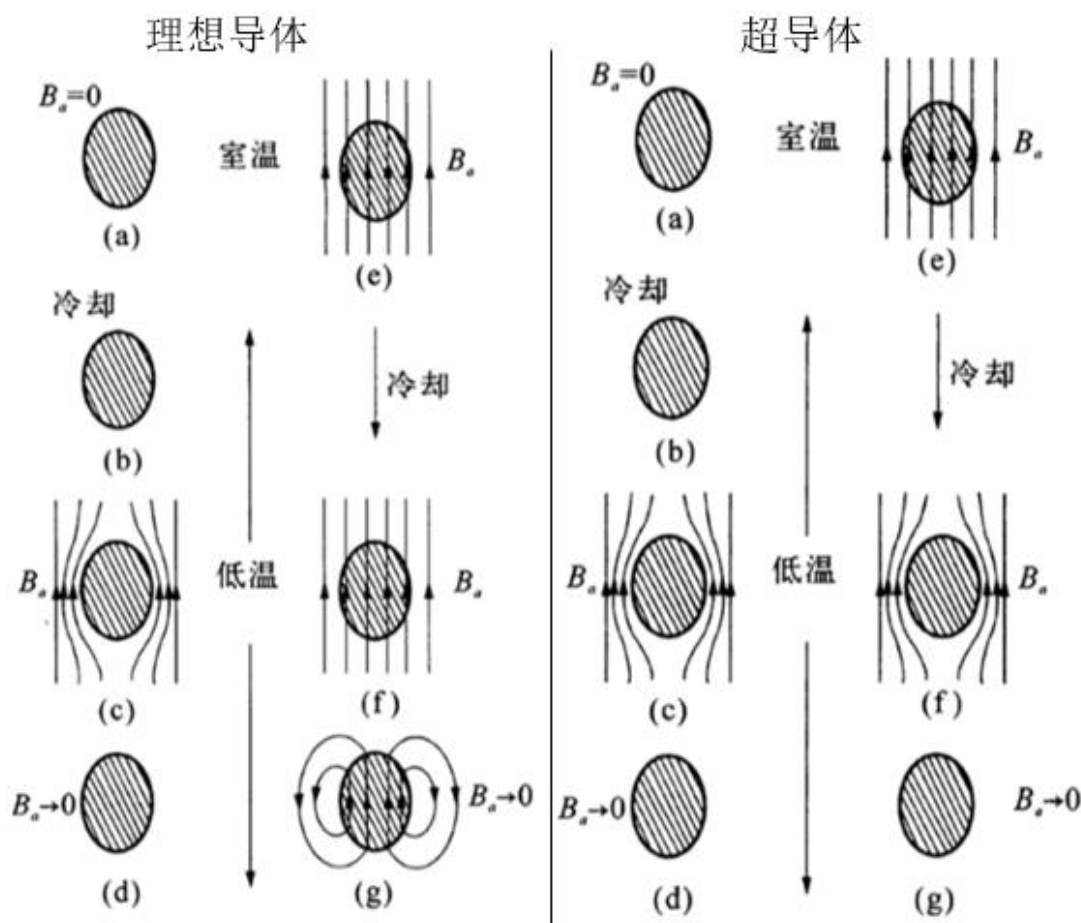 理想导体
Bₐ=0
室温
Bₐ
(a)
(e)
冷却
冷却
(b)
Bₐ
低温
Bₐ
(c)
(f)
Bₐ→0
Bₐ→0
(d)
(g)
超导体
Bₐ=0
室温
Bₐ
(a)
(e)
冷却
冷却
(b)
Bₐ
低温
Bₐ
(c)
(f)
Bₐ→0
Bₐ→0
(d)
(g)